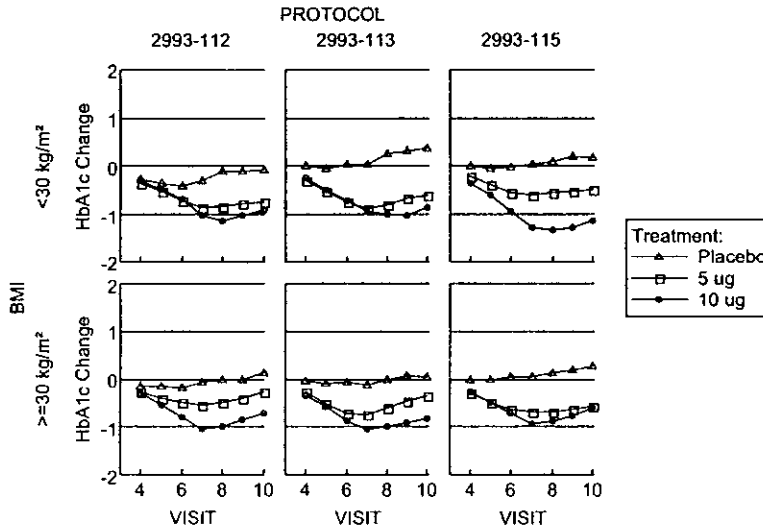 PROTOCOL
2993-112 2993-113 2993-115
BMI
<30 kg/m²
HbA1c Change
2
1
0
-1
-2
>=30 kg/m²
HbA1c Change
2
1
0
-1
-2
4 6 8 10 4 6 8 10 4 6 8 10
VISIT VISIT VISIT
Treatment:
Placebo
5 ug
10 ug